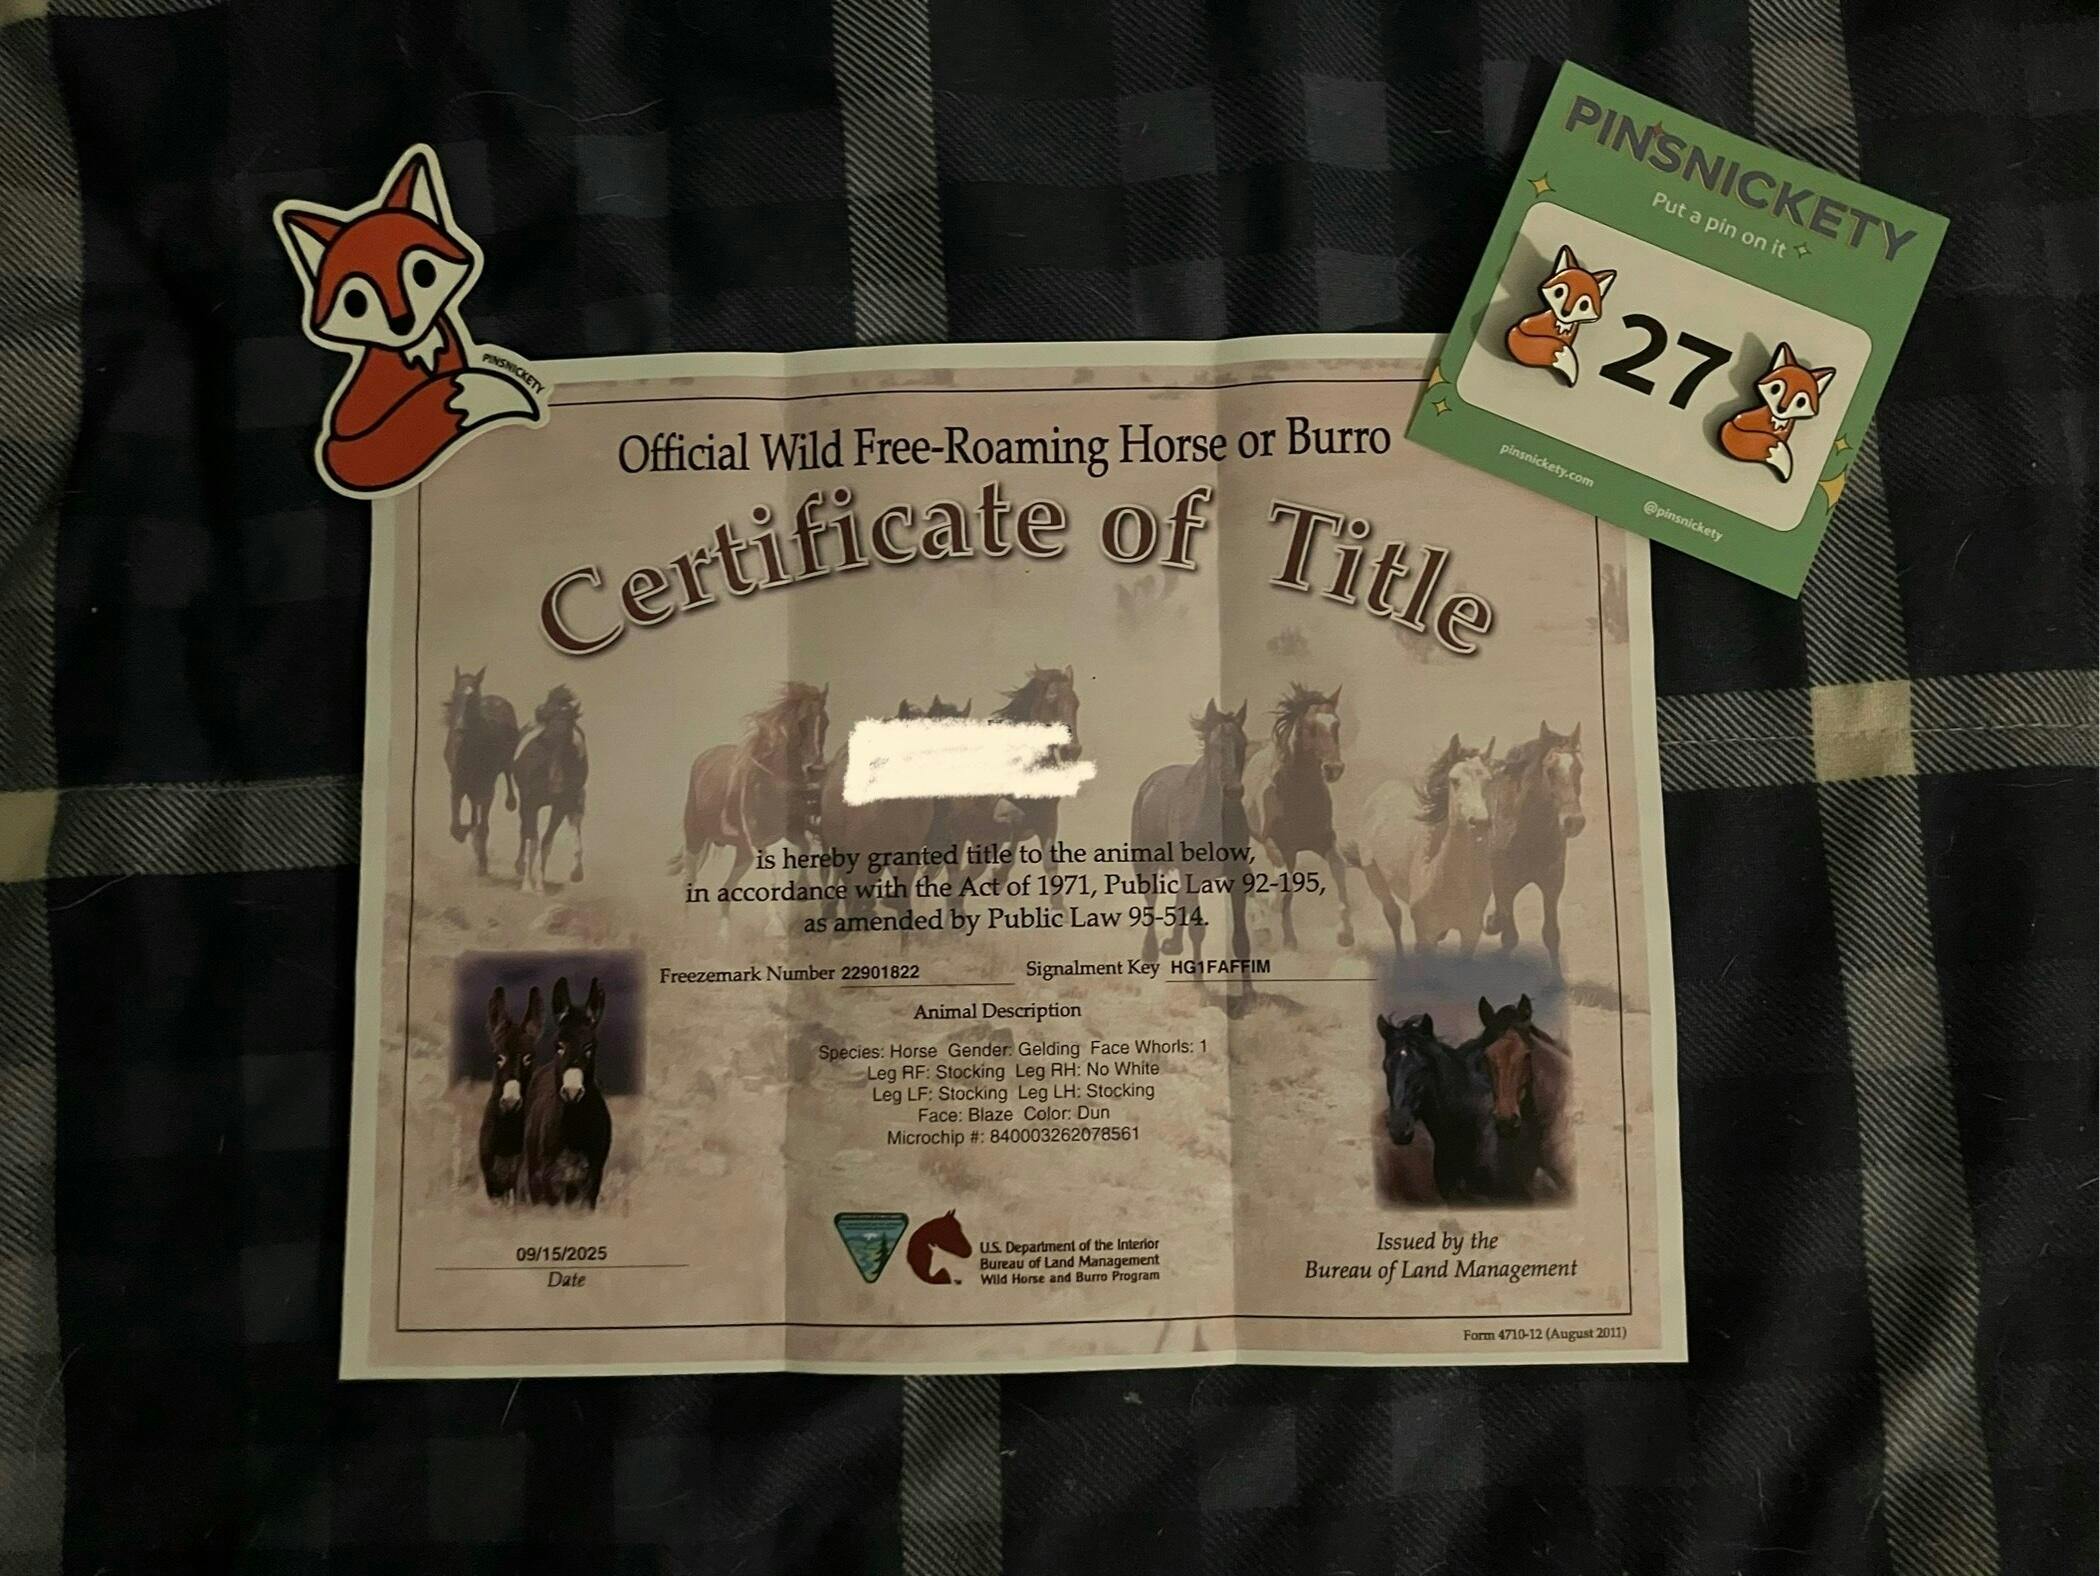 PINSNICKETY
PINSNICKETY
Put a pin on it
27
pinsnickety.com
@pinsnickety
Official Wild Free-Roaming Horse or Burro
Certificate of Title
is hereby granted title to the animal below,
in accordance with the Act of 1971, Public Law 92-195,
as amended by Public Law 95-514.
Freezemark Number 22901822 Signalment Key HG1FAFFIM
Animal Description
Species: Horse Gender: Gelding Face Whorls: 1
Leg RF: Stocking Leg RH: No White
Leg LF: Stocking Leg LH: Stocking
Face: Blaze Color: Dun
Microchip #: 840003262078561
09/15/2025
Date
U.S. Department of the Interior
Bureau of Land Management
Wild Horse and Burro Program
Issued by the
Bureau of Land Management
Form 4710-12 (August 2011)